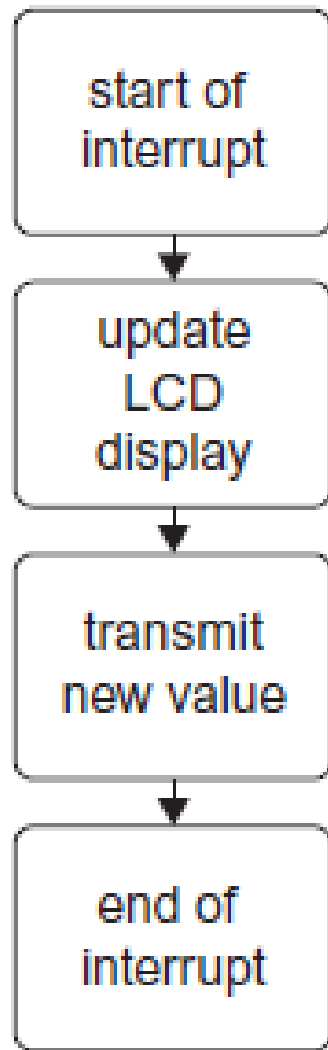 start of
interrupt
update
LCD
display
transmit
new value
end of
interrupt